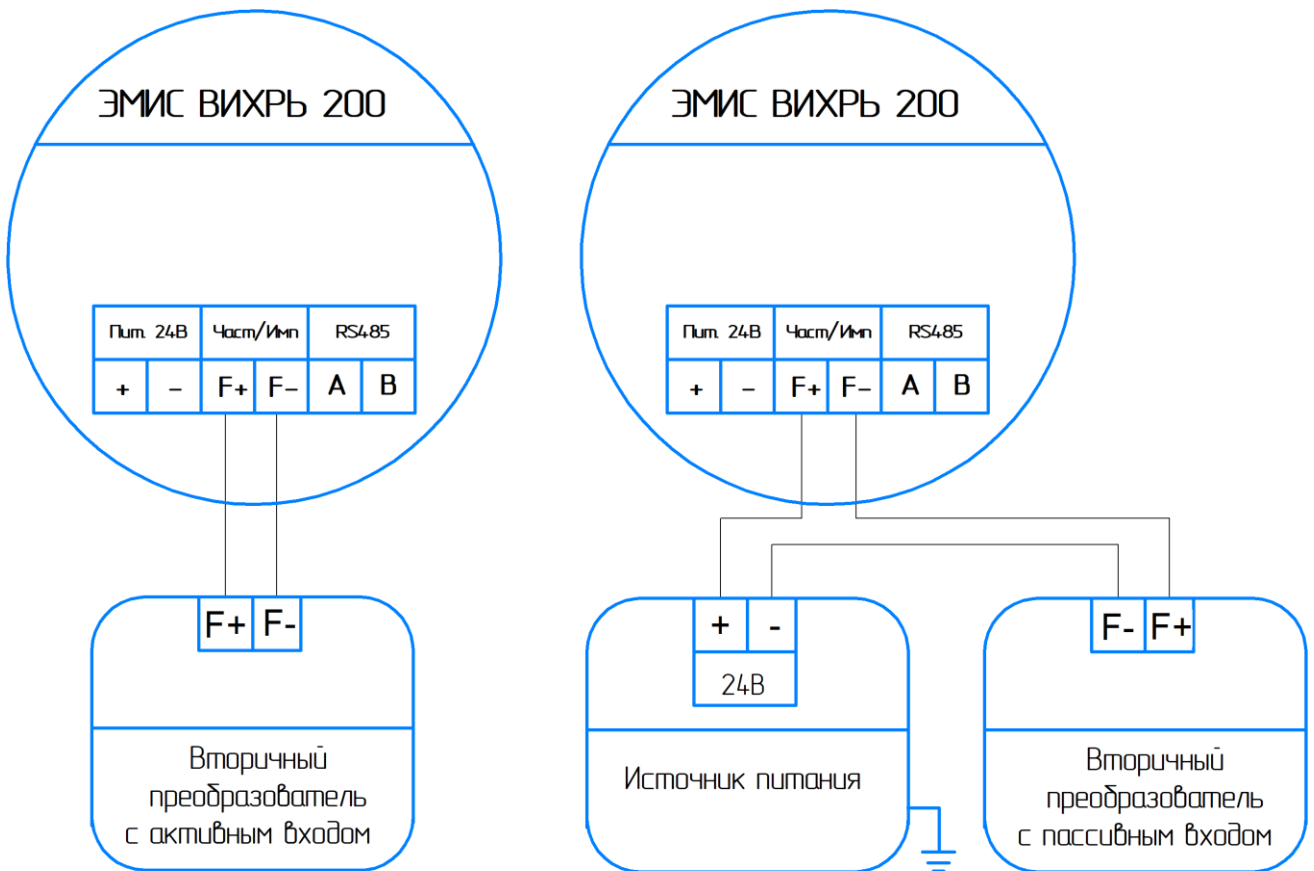 ЭМИС ВИХРЬ 200
Пит. 24В Част/Имп RS485
+ - F+ F- A B
F+ F-
Вторичный
преобразователь
с активным входом
ЭМИС ВИХРЬ 200
Пит. 24В Част/Имп RS485
+ - F+ F- A B
+ -
24В
Источник питания
F- F+
Вторичный
преобразователь
с пассивным входом